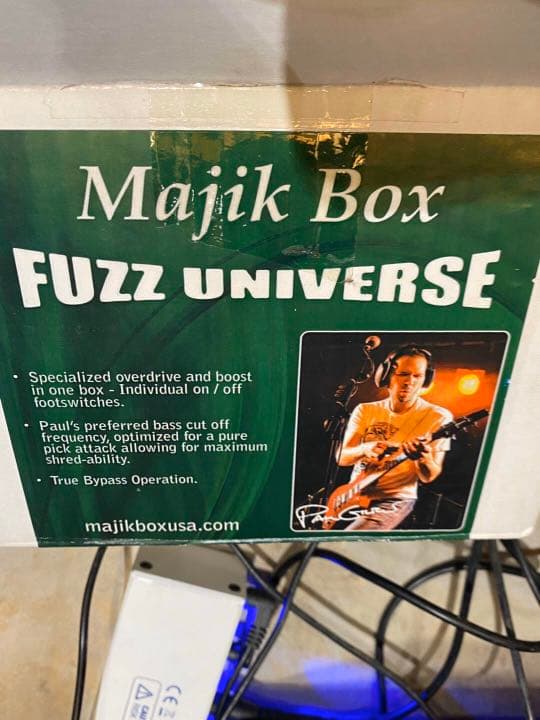 Majik Box
FUZZ UNIVERSE
• Specialized overdrive and boost
in one box - Individual on / off
footswitches.
• Paul's preferred bass cut off
frequency, optimized for a pure
pick attack allowing for maximum
shred-ability.
• True Bypass Operation.
majikboxusa.com
CE